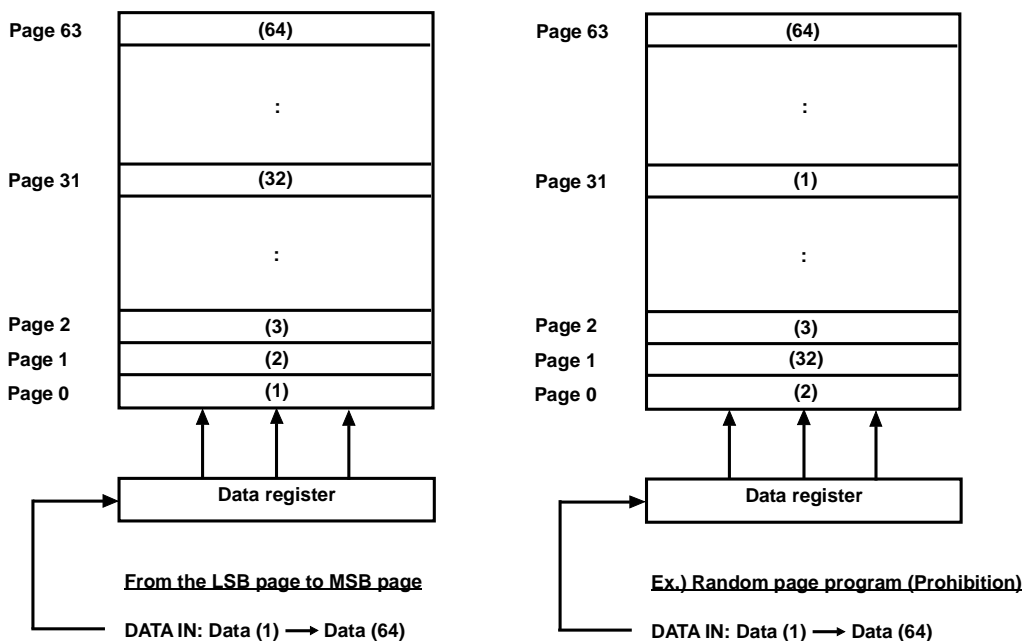 Page 63 (64)
:
Page 31 (32)
:
Page 2 (3)
Page 1 (2)
Page 0 (1)
Data register
From the LSB page to MSB page
DATA IN: Data (1) → Data (64)
Page 63 (64)
:
Page 31 (1)
:
Page 2 (3)
Page 1 (32)
Page 0 (2)
Data register
Ex.) Random page program (Prohibition)
DATA IN: Data (1) → Data (64)